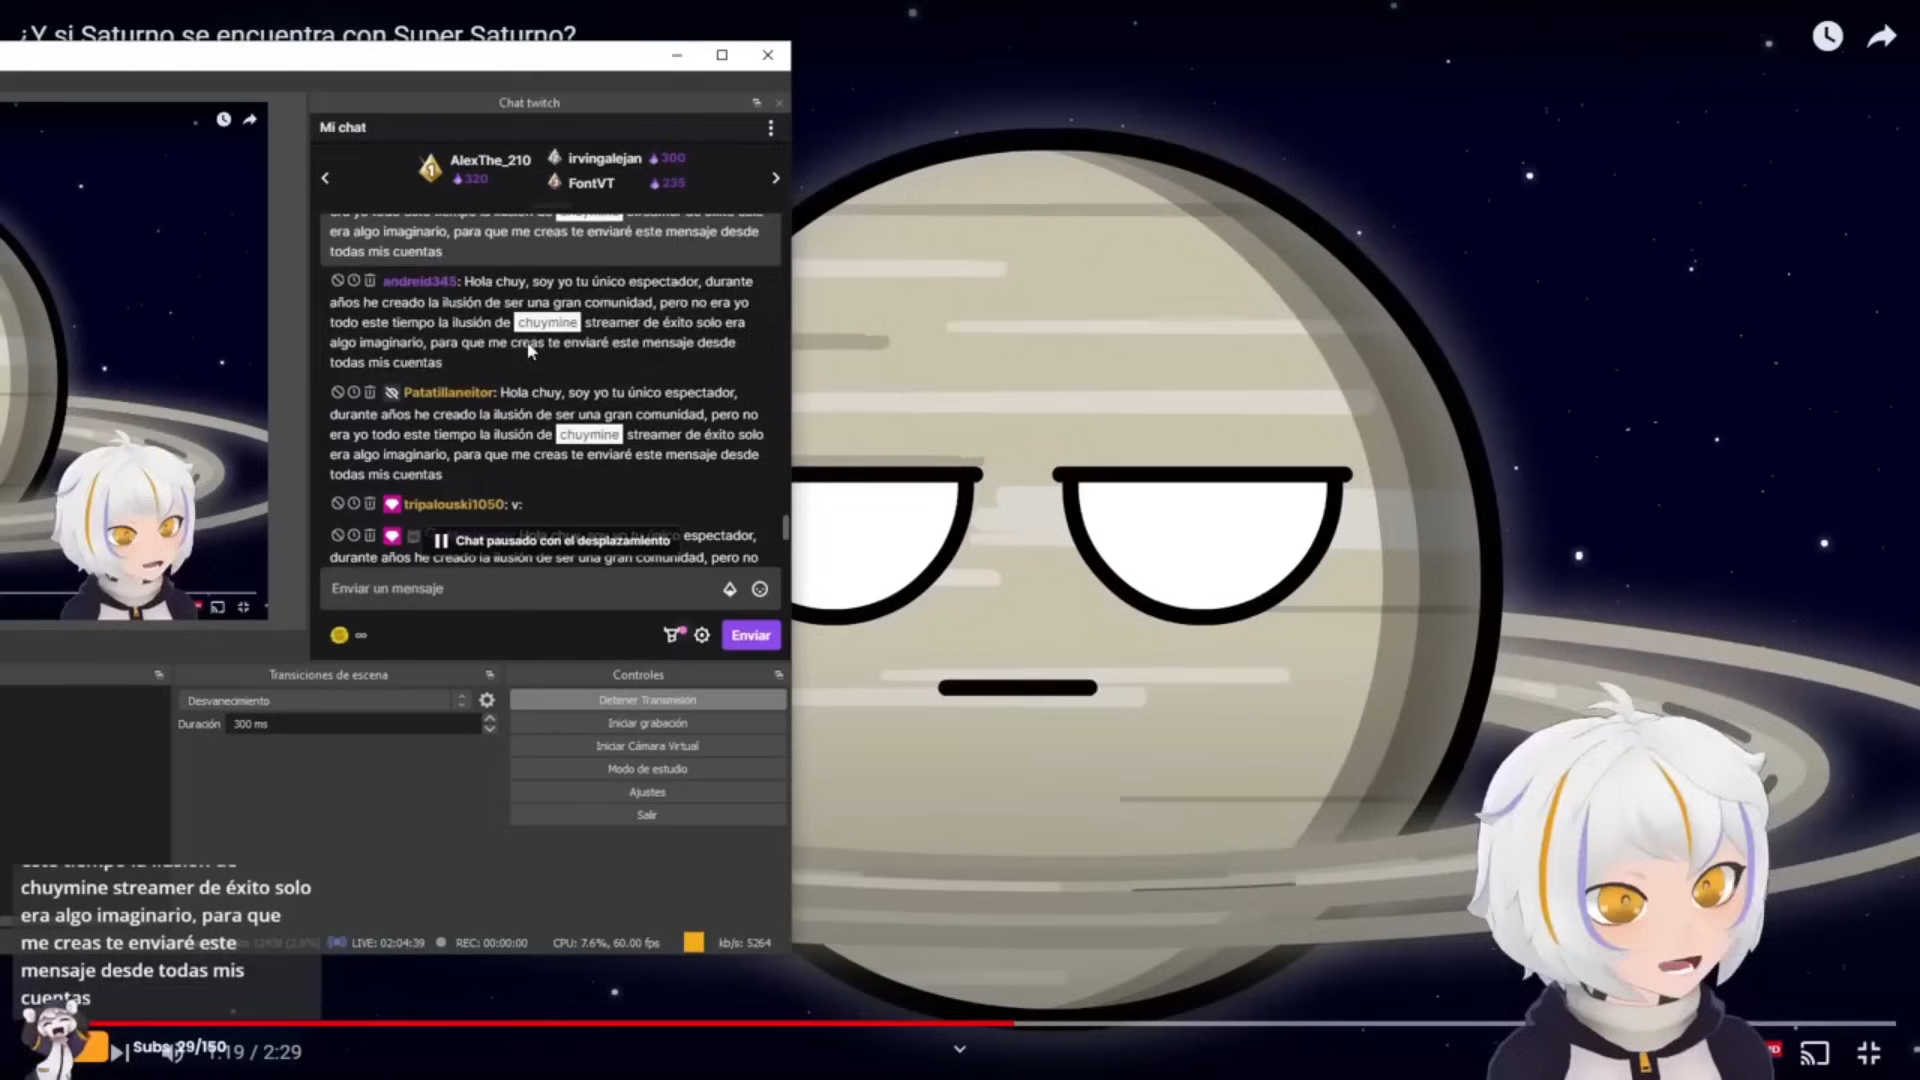 ¿Y si Saturno se encuentra con Super Saturno?
Chat twitch
Mi chat
AlexThe_210
320
irvingalejan 300
FontVT 235
era algo imaginario, para que me creas te enviaré este mensaje desde
todas mis cuentas
andreid345: Hola chuy, soy yo tu único espectador, durante
años he creado la ilusión de ser una gran comunidad, pero no era yo
todo este tiempo la ilusión de chuymine streamer de éxito solo era
algo imaginario, para que me creas te enviaré este mensaje desde
todas mis cuentas
Patatillaneitor: Hola chuy, soy yo tu único espectador,
durante años he creado la ilusión de ser una gran comunidad, pero no
era yo todo este tiempo la ilusión de chuymine streamer de éxito solo
era algo imaginario, para que me creas te enviaré este mensaje desde
todas mis cuentas
tripalouski1050: v:
espectador,
Chat pausado con el desplazamiento
durante años he creado la ilusión de ser una gran comunidad, pero no
Enviar un mensaje
Enviar
Transiciones de escena
Controles
Desvanecimiento
Duración 300 ms
Detener Transmisión
Iniciar grabación
Iniciar Cámara Virtual
Modo de estudio
Ajustes
Salir
este tiempo la ilusión de
chuymine streamer de éxito solo
era algo imaginario, para que
me creas te enviaré este
mensaje desde todas mis
cuentas
LIVE: 02:04:39 REC: 00:00:00 CPU: 7.6%, 60.00 fps kb/s: 5264
Subs 29/150
1:19 / 2:29